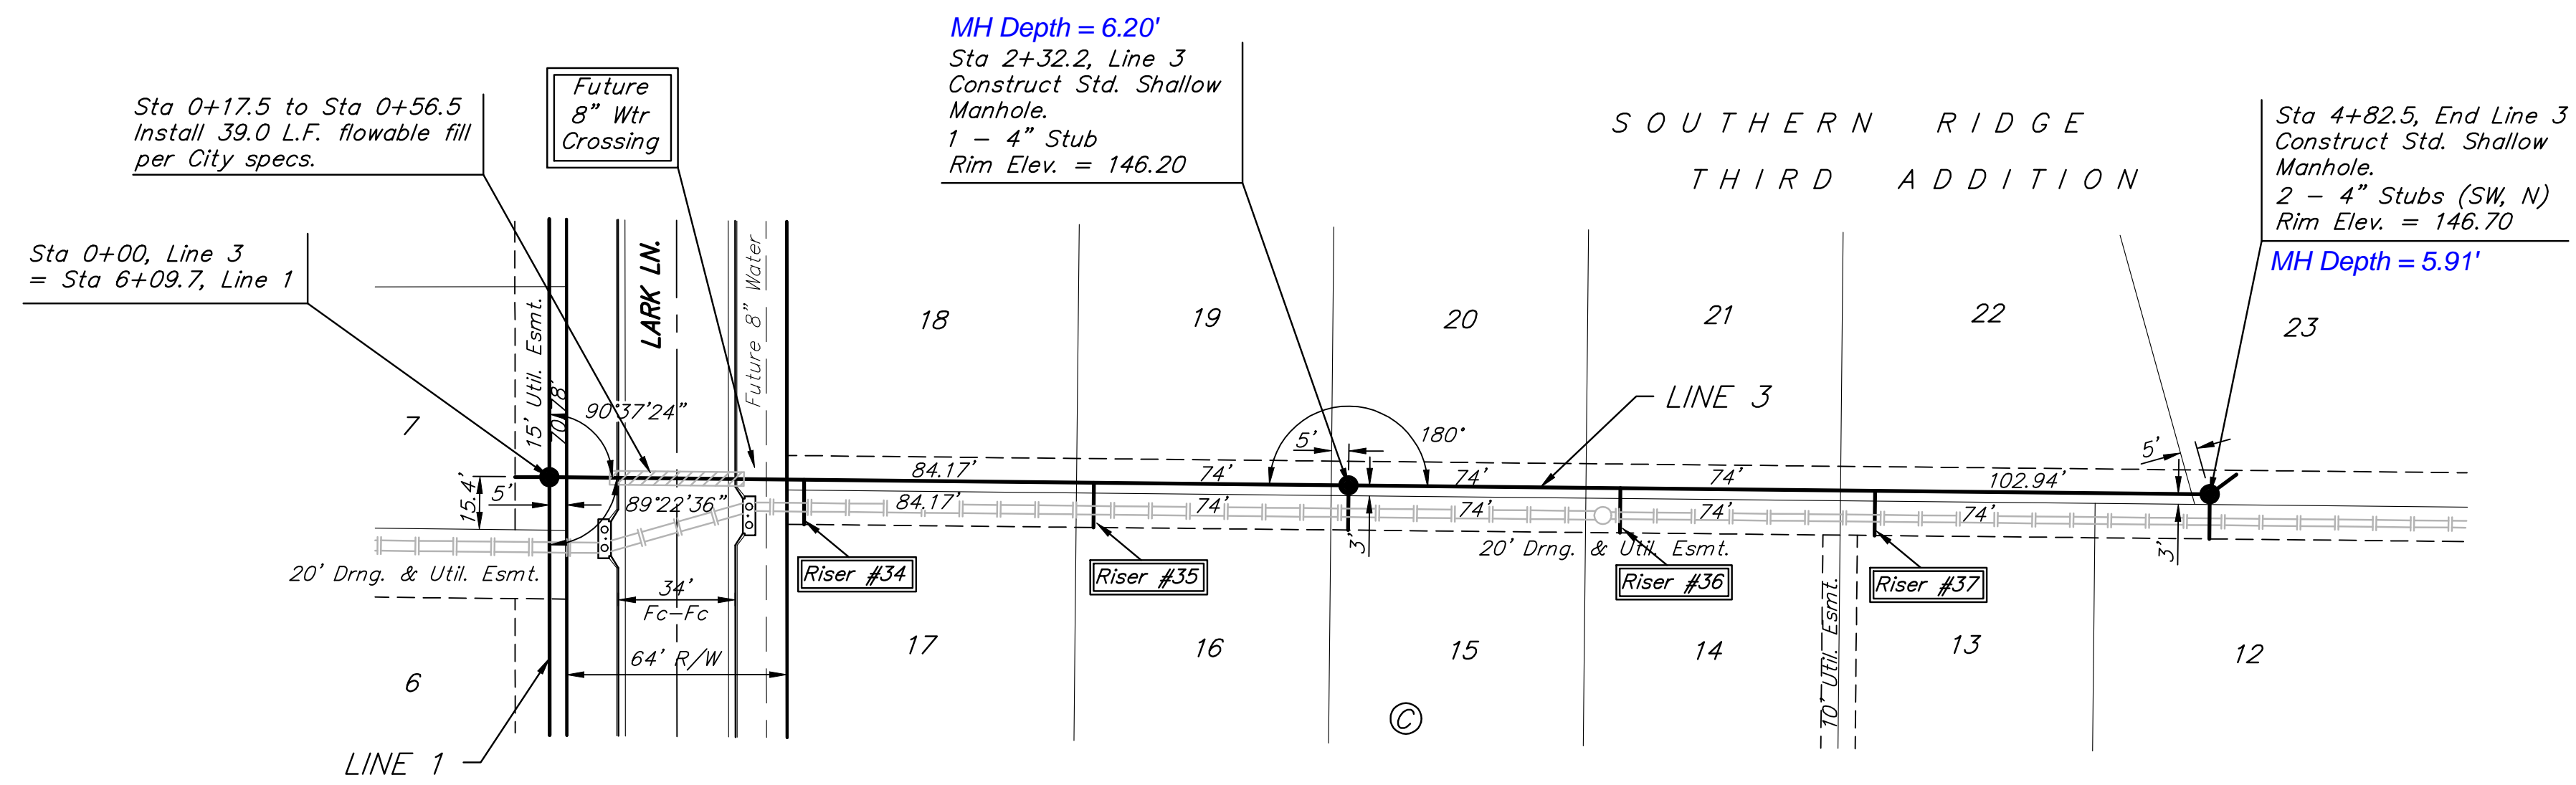 MH Depth = 6.20'
Sta 2+32.2, Line 3
Construct Std. Shallow
Manhole.
1 - 4" Stub
Rim Elev. = 146.20
Future
8" Wtr
Crossing
Sta 0+17.5 to Sta 0+56.5
Install 39.0 L.F. flowable fill
per City specs.
SOUTHERN RIDGE
THIRD ADDITION
Sta 4+82.5, End Line 3
Construct Std. Shallow
Manhole.
2 - 4" Stubs (SW, N)
Rim Elev. = 146.70
MH Depth = 5.91'
Sta 0+00, Line 3
= Sta 6+09.7, Line 1
15' Util. Esmt.
70.78'
LARK LN.
Future 8" Water
18
19
20
21
22
23
7
90°37'24"
LINE 3
5'
180°
5'
84.17'
74'
74'
74'
102.94'
15.4'
5'
89°22'36"
84.17'
74'
74'
74'
74'
3'
3'
20' Drng. & Util. Esmt.
20' Drng. & Util. Esmt.
Riser #34
Riser #35
Riser #36
Riser #37
34'
Fc-Fc
10' Util. Esmt.
64' R/W
6
17
16
15
14
13
12
C
LINE 1